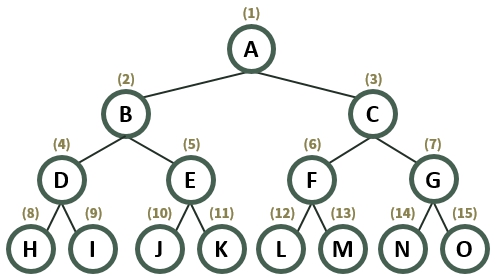 (1)
A
(2) (3)
B C
(4) (5) (6) (7)
D E F G
(8) (9) (10) (11) (12) (13) (14) (15)
H I J K L M N O